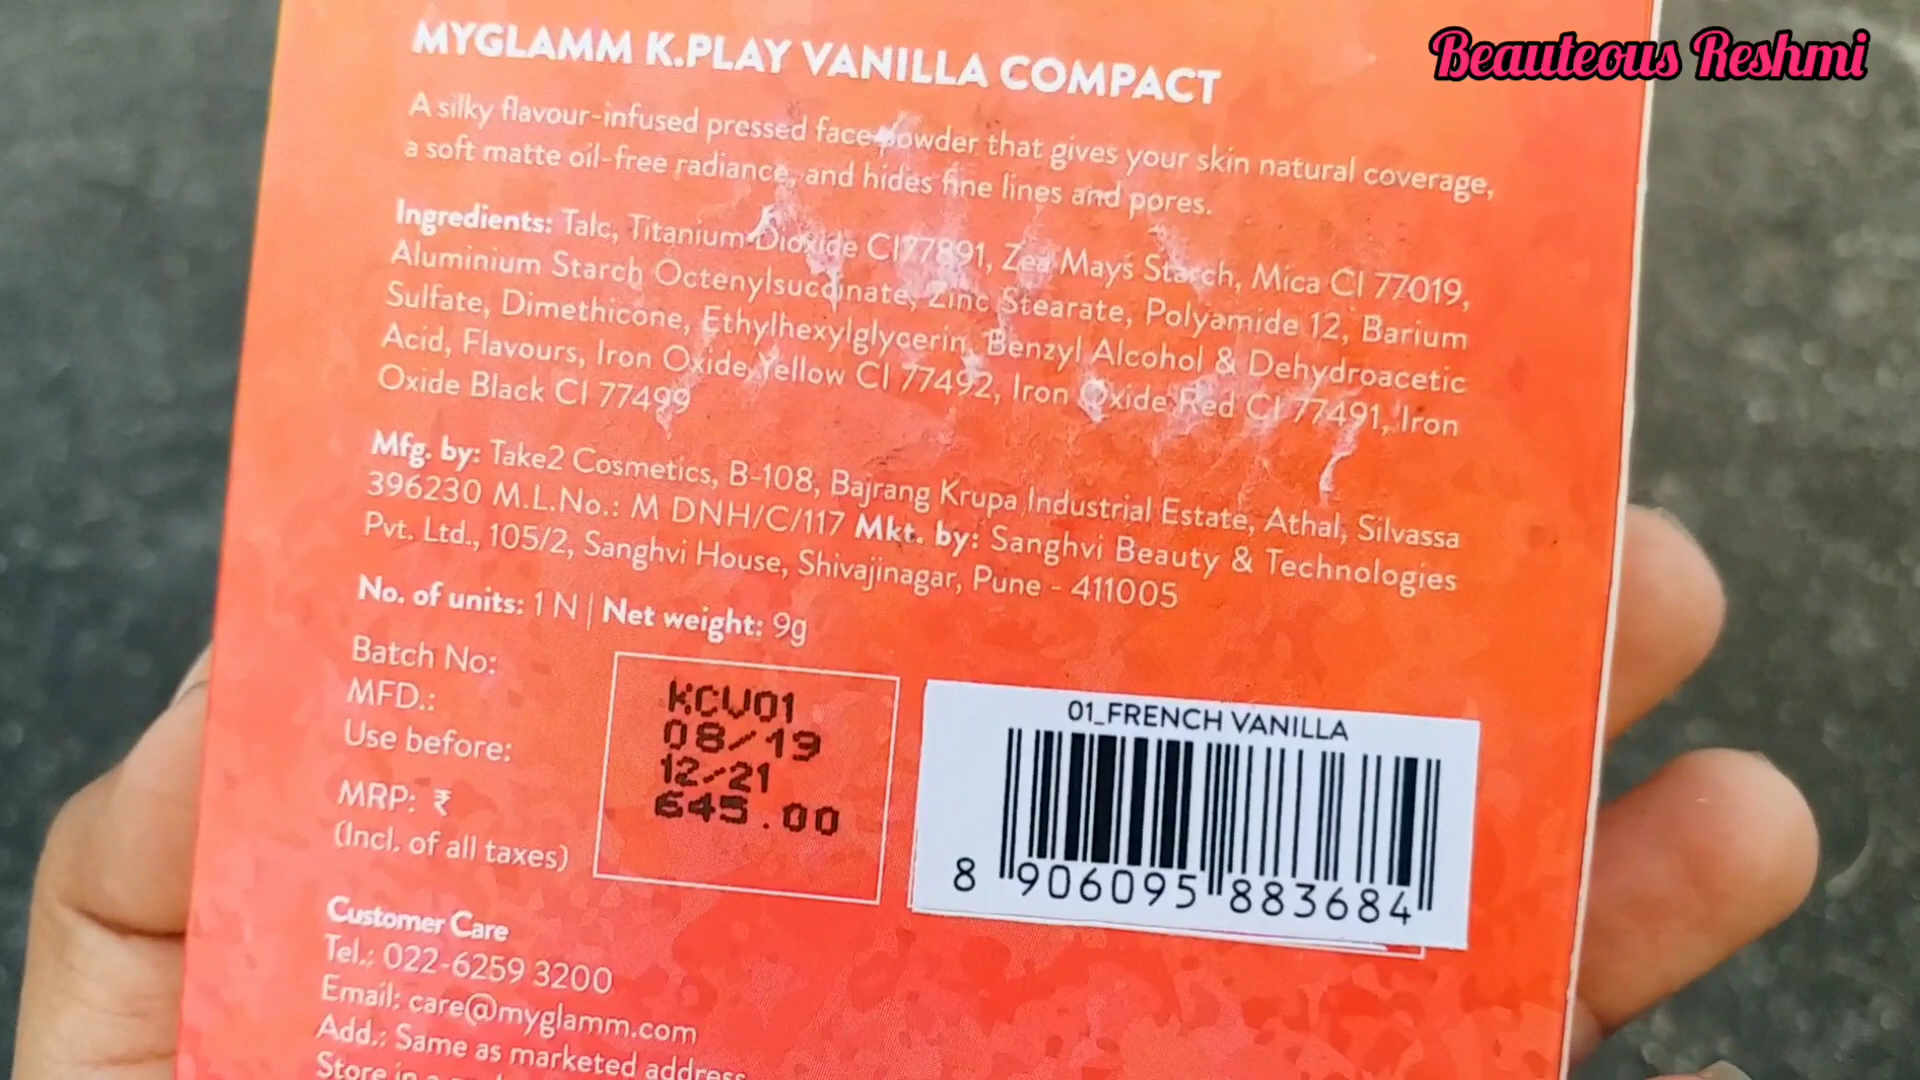 Beauteous Reshmi
MYGLAMM K.PLAY VANILLA COMPACT
A silky flavour-infused pressed face powder that gives your skin natural coverage,
a soft matte oil-free radiance, and hides fine lines and pores.
Ingredients: Talc, Titanium Dioxide CI 77891, Zea Mays Starch, Mica CI 77019,
Aluminium Starch Octenylsuccinate, Zinc Stearate, Polyamide 12, Barium
Sulfate, Dimethicone, Ethylhexylglycerin, Benzyl Alcohol & Dehydroacetic
Acid, Flavours, Iron Oxide Yellow CI 77492, Iron Oxide Red CI 77491, Iron
Oxide Black CI 77499
Mfg. by: Take2 Cosmetics, B-108, Bajrang Krupa Industrial Estate, Athal, Silvassa
396230 M.L.No.: M DNH/C/117 Mkt. by: Sanghvi Beauty & Technologies
Pvt. Ltd., 105/2, Sanghvi House, Shivajinagar, Pune - 411005
No. of units: 1 N | Net weight: 9g
Batch No: KCV01
MFD.: 08/19
Use before: 12/21
MRP: ₹ 645.00
(Incl. of all taxes)
01_FRENCH VANILLA
8 906095 883684
Customer Care
Tel.: 022-6259 3200
Email: care@myglamm.com
Add.: Same as marketed address
Store in a